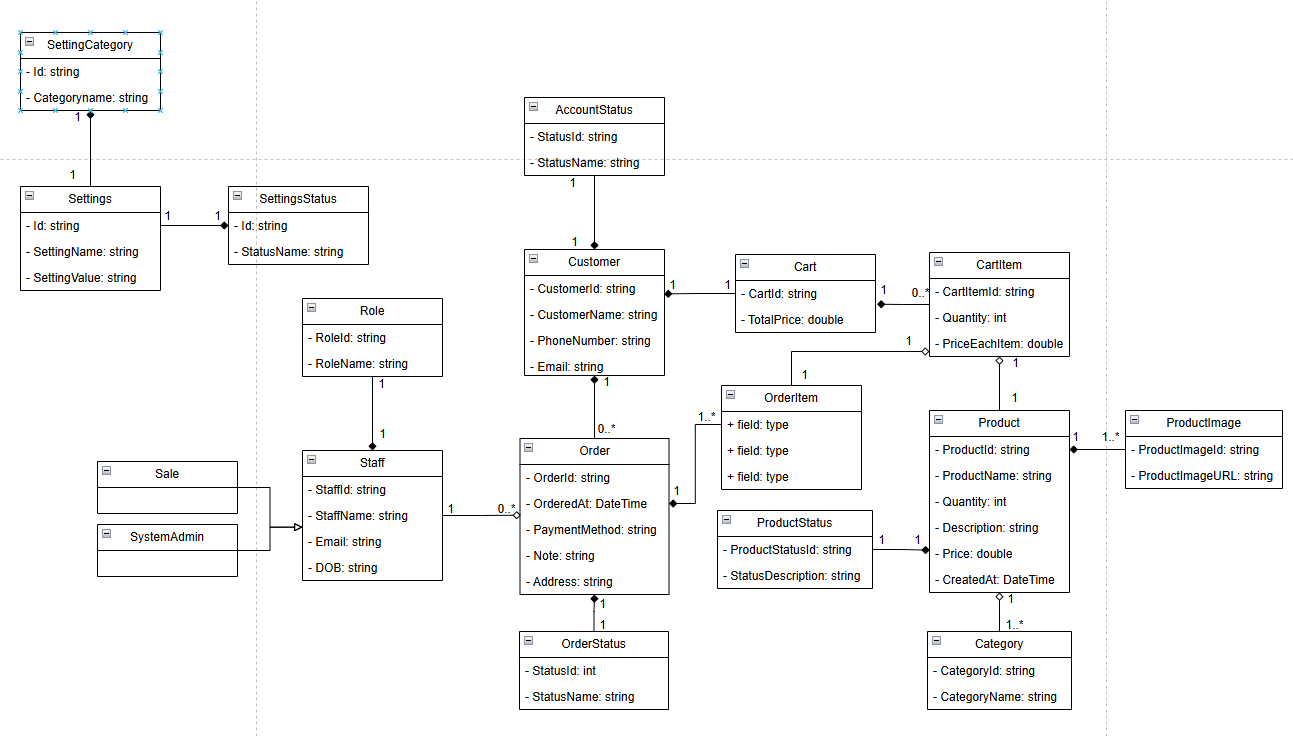 SettingCategory
- Id: string
- Categoryname: string
1
1
Settings
- Id: string
- SettingName: string
- SettingValue: string
1
1
SettingsStatus
- Id: string
- StatusName: string
AccountStatus
- StatusId: string
- StatusName: string
1
1
Customer
- CustomerId: string
- CustomerName: string
- PhoneNumber: string
- Email: string
1
1
Cart
- CartId: string
- TotalPrice: double
1
0..*
CartItem
- CartItemId: string
- Quantity: int
- PriceEachItem: double
1
1
1
1
Role
- RoleId: string
- RoleName: string
1
1
Staff
- StaffId: string
- StaffName: string
- Email: string
- DOB: string
Sale
SystemAdmin
1
0..*
1
0..*
Order
- OrderId: string
- OrderedAt: DateTime
- PaymentMethod: string
- Note: string
- Address: string
1
1..*
OrderItem
+ field: type
+ field: type
+ field: type
1
1
OrderStatus
- StatusId: int
- StatusName: string
ProductStatus
- ProductStatusId: string
- StatusDescription: string
1
1
Product
- ProductId: string
- ProductName: string
- Quantity: int
- Description: string
- Price: double
- CreatedAt: DateTime
1
1..*
ProductImage
- ProductImageId: string
- ProductImageURL: string
1
1..*
Category
- CategoryId: string
- CategoryName: string